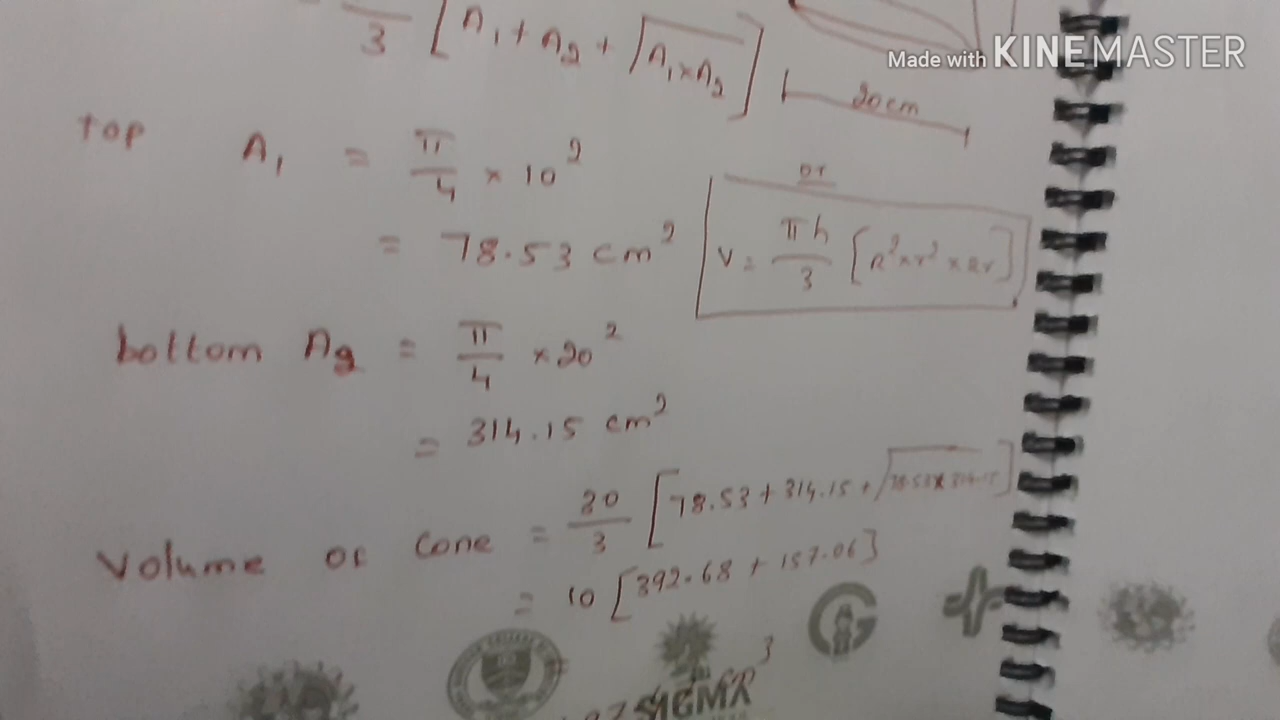 3 [ A₁ + A₂ + √A₁×A₂ ]
Made with KINEMASTER
20cm
top A₁ = π/4 × 10²
= 78.53 cm²
or
V = πh/3 [R²×r²×Rr]
bottom A₂ = π/4 × 20²
= 314.15 cm²
Volume of Cone = 30/3 [78.53 + 314.15 + √78.53×314.15]
= 10 [392.68 + 157.06]